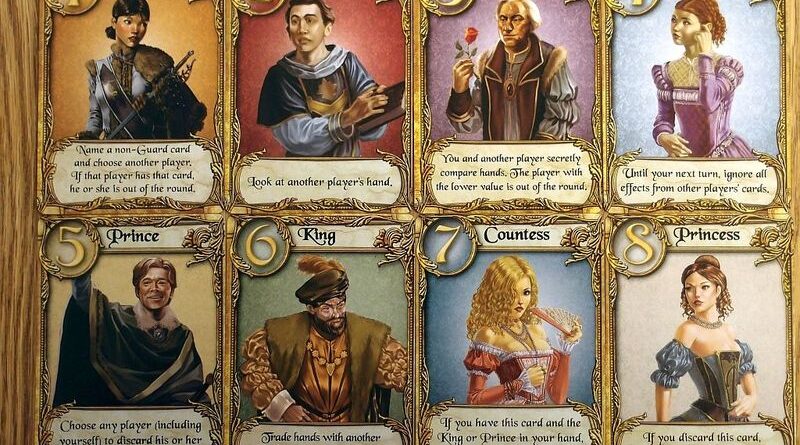 Name a non-Guard card
and choose another player.
If that player has that card,
he or she is out of the round.
Look at another player's hand.
You and another player secretly
compare hands. The player with
the lower value is out of the round.
Until your next turn, ignore all
effects from other players' cards.
5 Prince
Choose any player (including
yourself) to discard his or her
6 King
Trade hands with another
7 Countess
If you have this card and the
King or Prince in your hand,
8 Princess
If you discard this card,